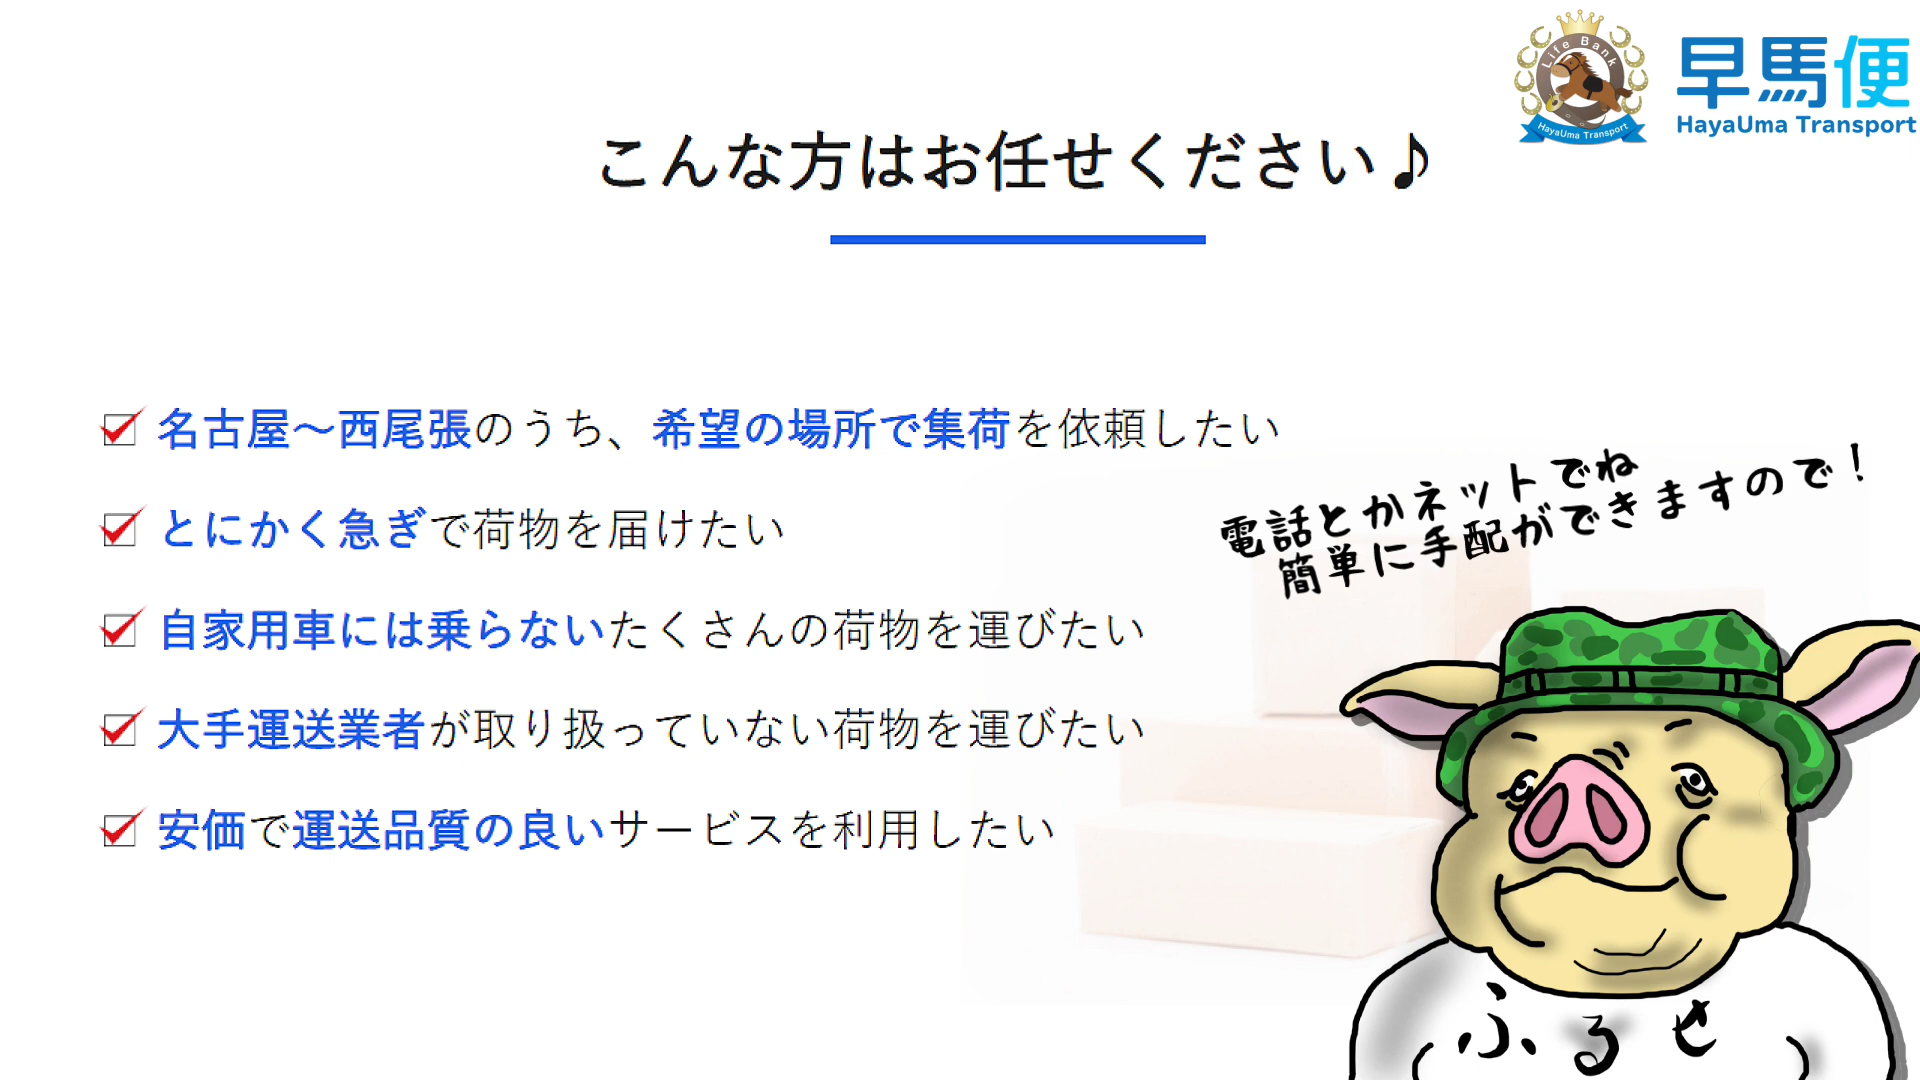 Life Bank
HayaUma Transport
早馬便
HayaUma Transport
こんな方はお任せください♪
名古屋～西尾張のうち、希望の場所で集荷を依頼したい
とにかく急ぎで荷物を届けたい
自家用車には乗らないたくさんの荷物を運びたい
大手運送業者が取り扱っていない荷物を運びたい
安価で運送品質の良いサービスを利用したい
電話とかネットでね
簡単に手配ができますので！
ふるせ